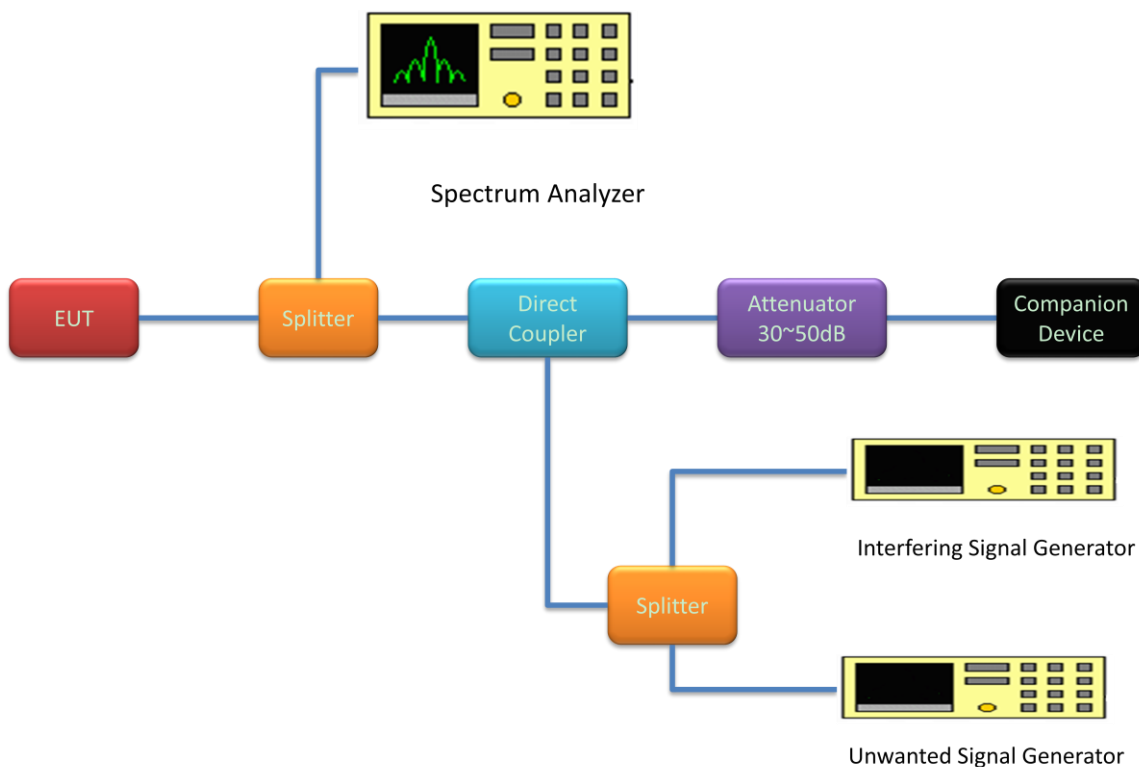 Spectrum Analyzer
EUT
Splitter
Direct
Coupler
Attenuator
30~50dB
Companion
Device
Interfering Signal Generator
Splitter
Unwanted Signal Generator